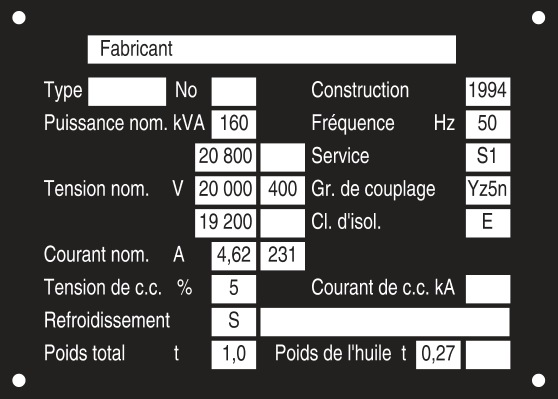 Fabricant
Type No Construction 1994
Puissance nom. kVA 160 Fréquence Hz 50
20 800 Service S1
Tension nom. V 20 000 400 Gr. de couplage Yz5n
19 200 Cl. d'isol. E
Courant nom. A 4,62 231
Tension de c.c. % 5 Courant de c.c. kA
Refroidissement S
Poids total t 1,0 Poids de l'huile t 0,27